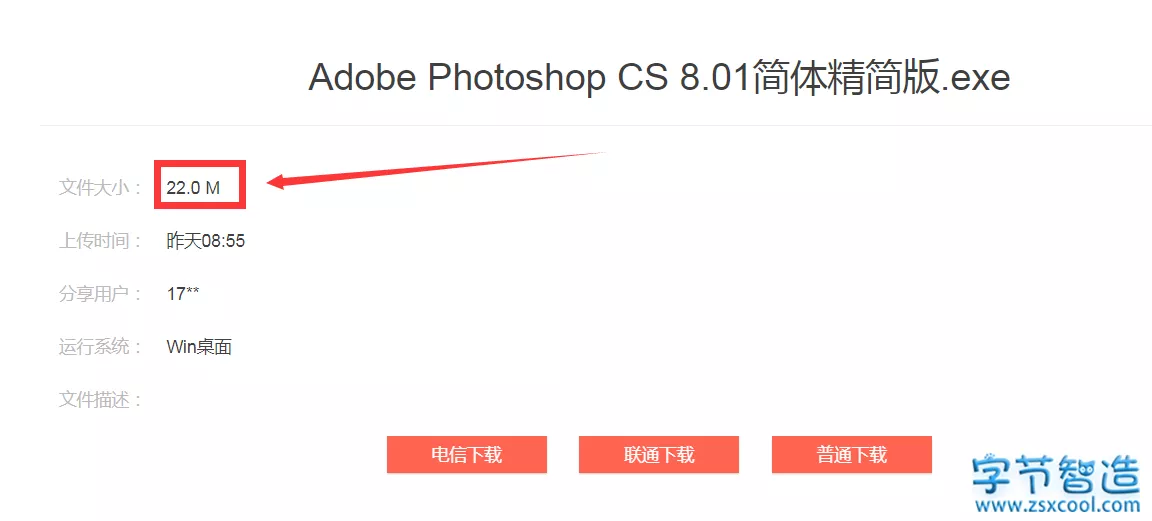 Adobe Photoshop CS 8.01简体精简版.exe
文件大小： 22.0 M
上传时间： 昨天08:55
分享用户： 17**
运行系统： Win桌面
文件描述：
电信下载 联通下载 普通下载
字节智造
www.zsxcool.com